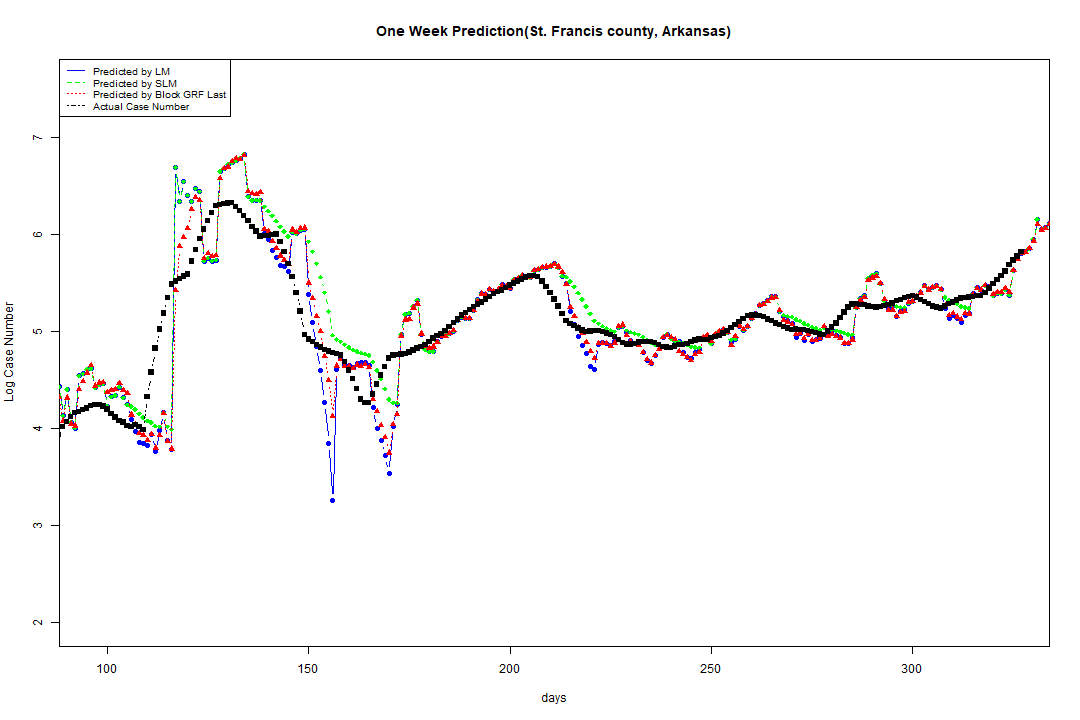 One Week Prediction(St. Francis county, Arkansas)
Predicted by LM
Predicted by SLM
Predicted by Block GRF Last
Actual Case Number
7
6
5
4
3
2
Log Case Number
100 150 200 250 300
days